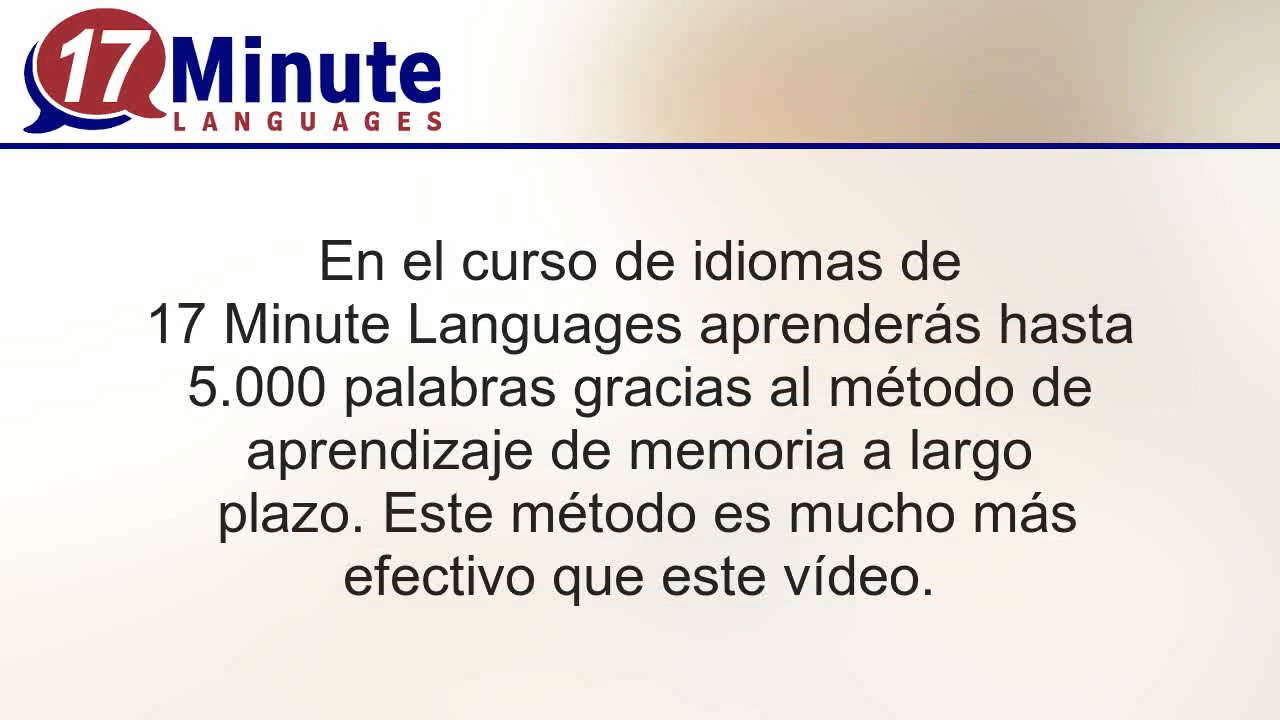 17 Minute
LANGUAGES
En el curso de idiomas de
17 Minute Languages aprenderás hasta
5.000 palabras gracias al método de
aprendizaje de memoria a largo
plazo. Este método es mucho más
efectivo que este vídeo.